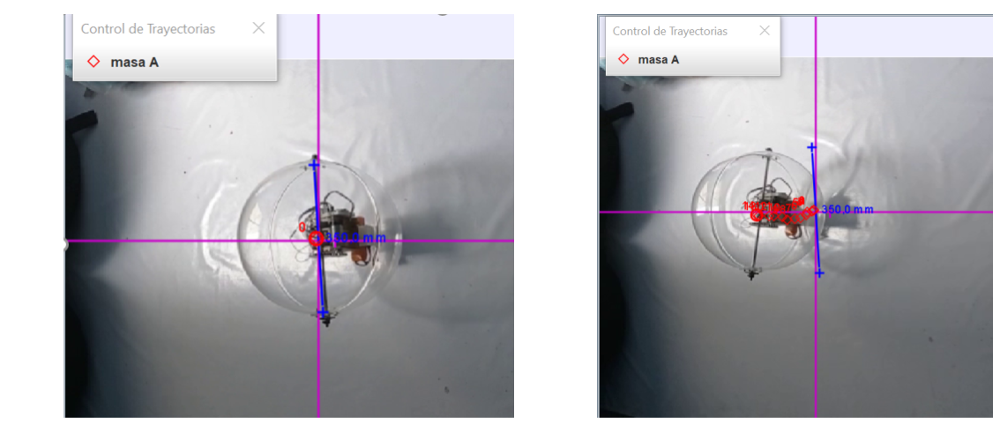 Control de Trayectorias
masa A
0
350,0 mm
Control de Trayectorias
masa A
350,0 mm